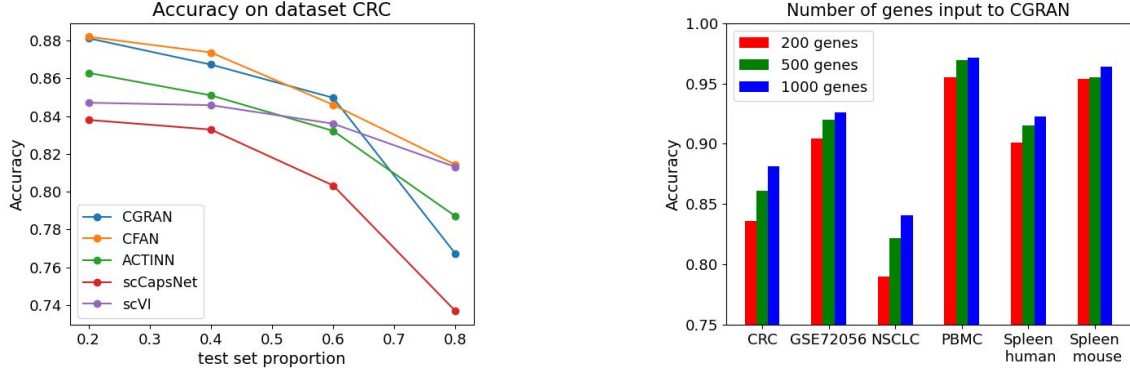 Accuracy on dataset CRC
Accuracy
0.88
0.86
0.84
0.82
0.80
0.78
0.76
0.74
CGRAN
CFAN
ACTINN
scCapsNet
scVI
0.2 0.3 0.4 0.5 0.6 0.7 0.8
test set proportion
Number of genes input to CGRAN
Accuracy
1.00
0.95
0.90
0.85
0.80
0.75
200 genes
500 genes
1000 genes
CRC GSE72056 NSCLC PBMC Spleen Spleen
human mouse